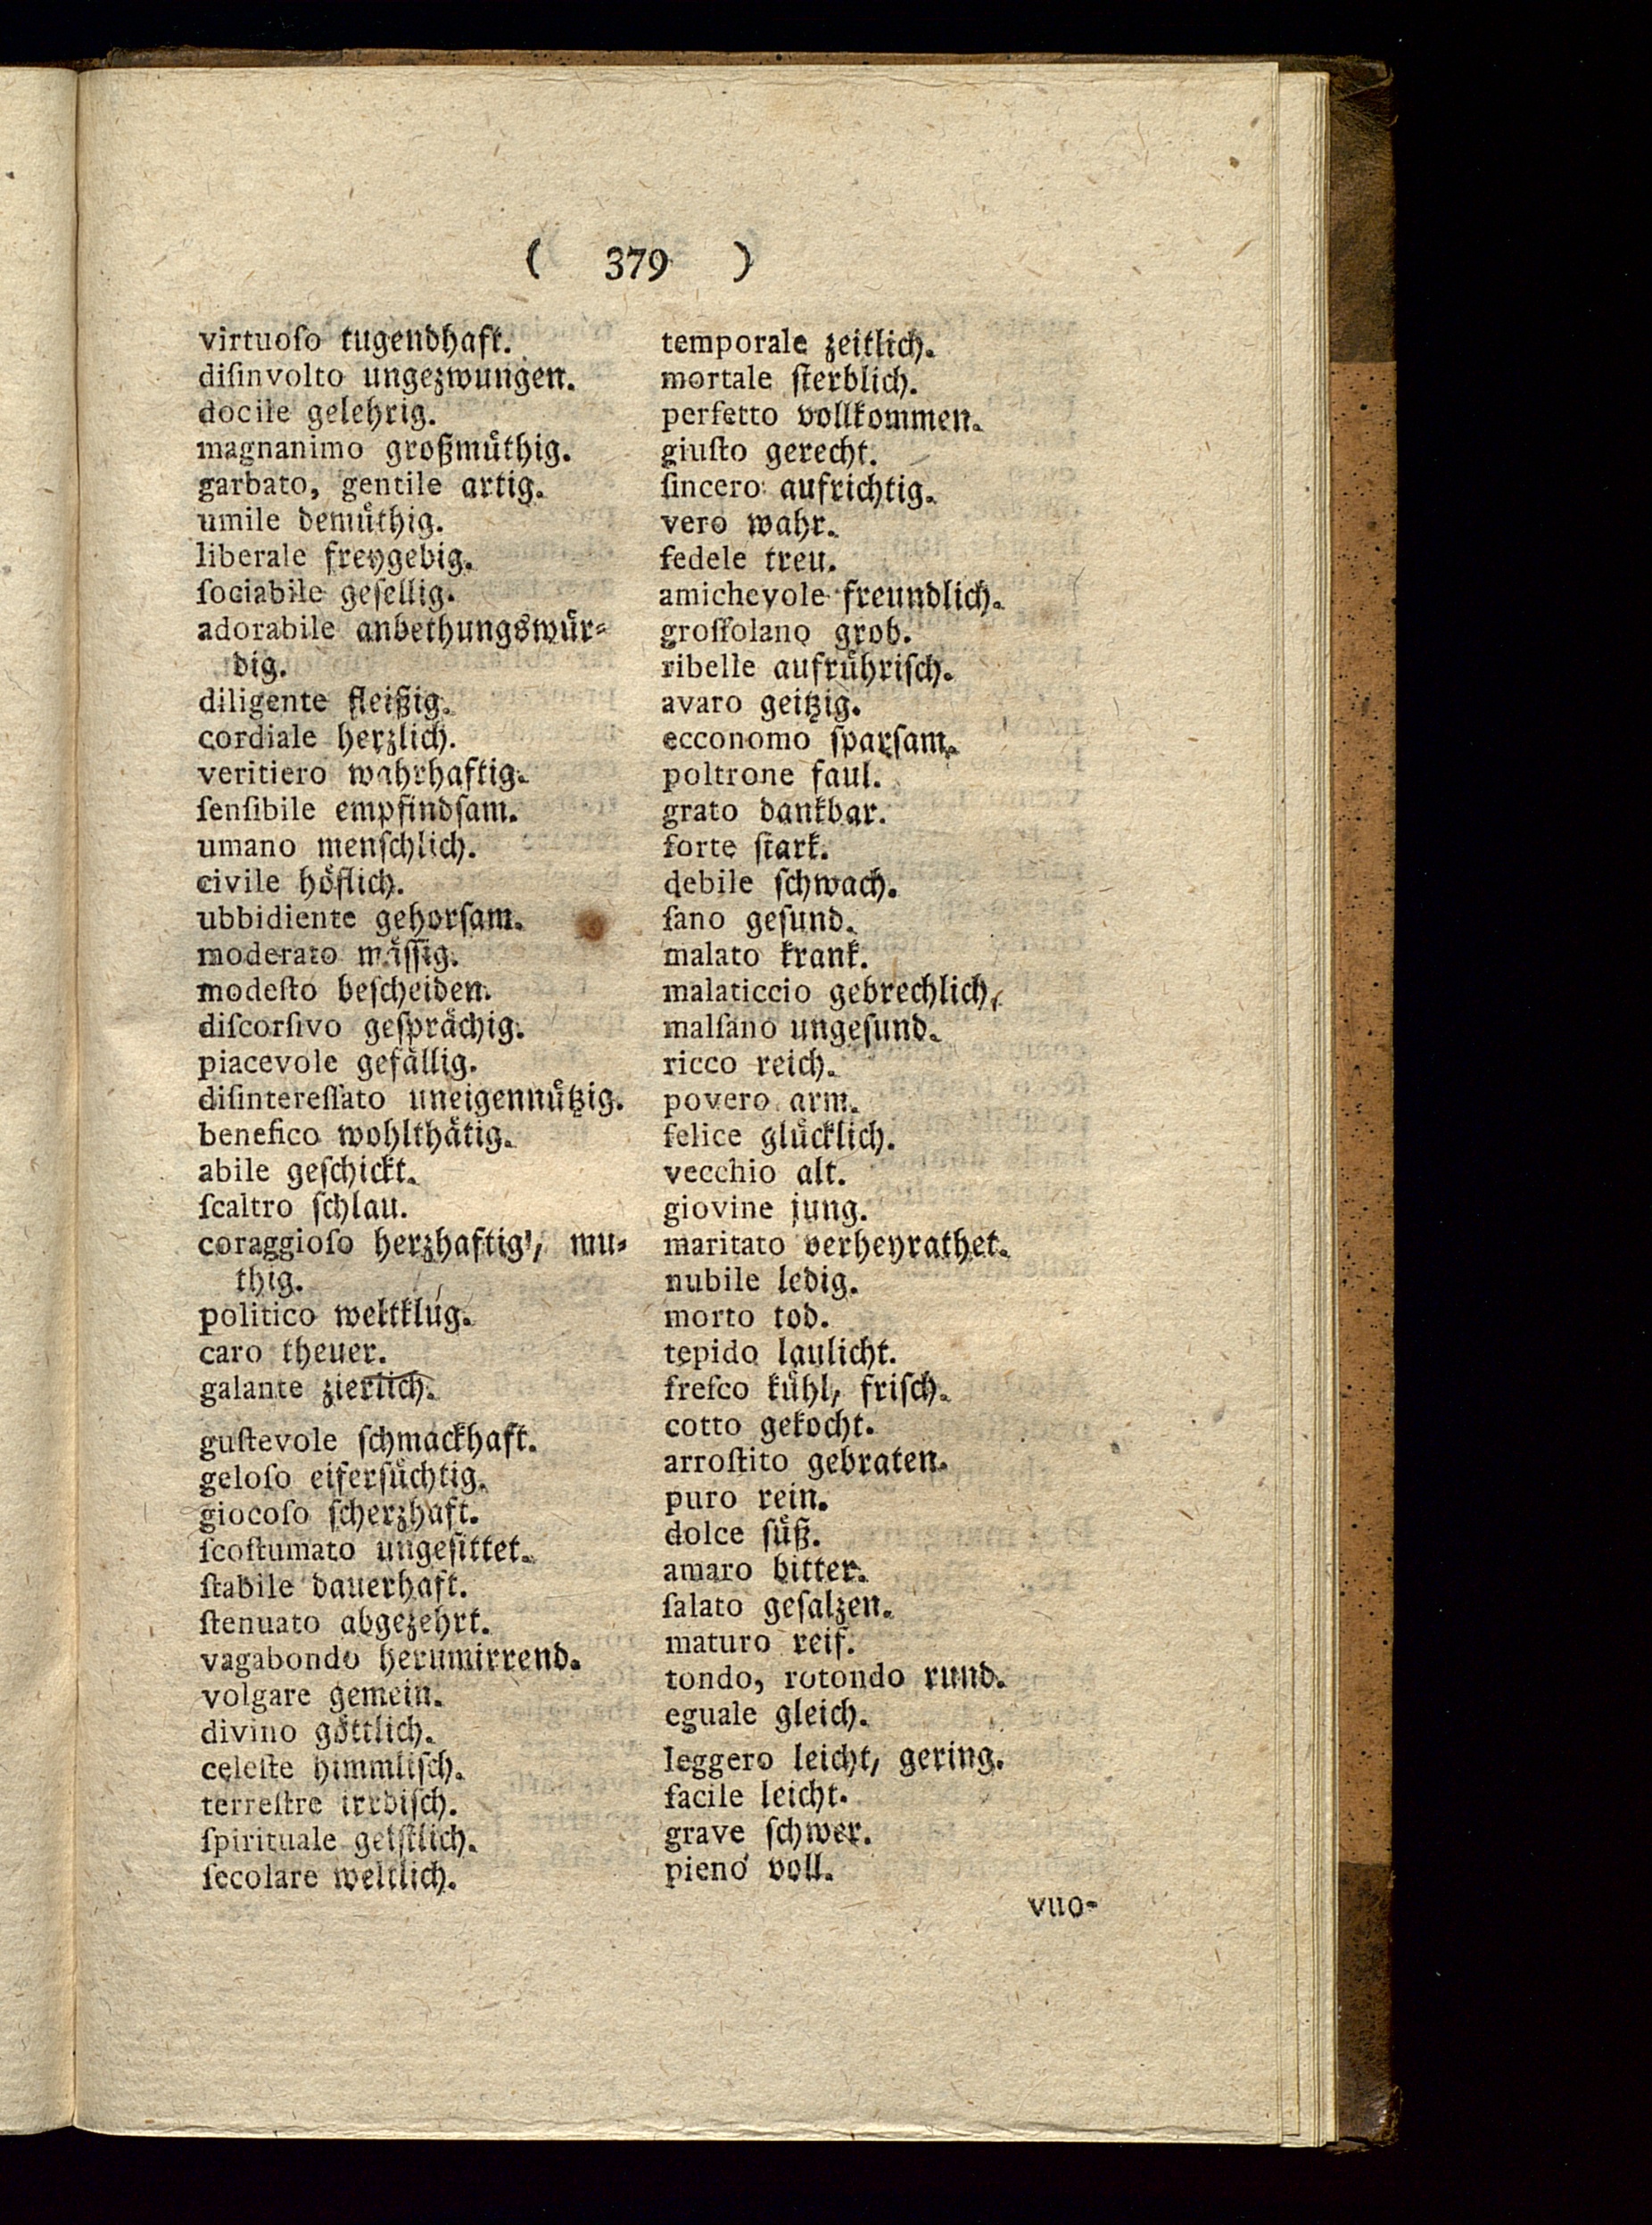 ( 379 )
virtuoſo tugendhaft.
diſinvolto ungezwungen.
docile gelehrig.
magnanimo großmüthig.
garbato, gentile artig.
umile demüthig.
liberale freygebig.
ſociabile geſellig.
adorabile anbethungswür-
dig.
diligente fleißig.
cordiale herzlich.
veritiero wahrhaftig.
ſenſibile empfindſam.
umano menſchlich.
civile höflich.
ubbidiente gehorſam.
moderato mäſſig.
modeſto beſcheiden.
diſcorſivo geſprächig.
piacevole gefällig.
diſintereſſato uneigennützig.
benefico wohlthätig.
abile geſchickt.
ſcaltro ſchlau.
coraggioſo herzhaftig', mu-
thig.
politico weltklug.
caro theuer.
galante zierlich.
guſtevole ſchmackhaft.
geloſo eiferſüchtig.
giocoſo ſcherzhaft.
ſcoſtumato ungeſittet.
ſtabile dauerhaft.
ſtenuato abgezehrt.
vagabondo herumirrend.
volgare gemein.
divino göttlich.
celeſte himmliſch.
terreſtre irrdiſch.
ſpirituale geiſtlich.
ſecolare weltlich.
temporale zeitlich.
mortale ſterblich.
perfetto vollkommen.
giuſto gerecht.
ſincero aufrichtig.
vero wahr.
fedele treu.
amichevole freundlich.
groſſolano grob.
ribelle aufrühriſch.
avaro geitzig.
ecconomo ſparſam.
poltrone faul.
grato dankbar.
forte ſtark.
debile ſchwach.
ſano geſund.
malato krank.
malaticcio gebrechlich.
malſano ungeſund.
ricco reich.
povero arm.
felice glücklich.
vecchio alt.
giovine jung.
maritato verheyrathet.
nubile ledig.
morto tod.
tepido laulicht.
freſco kühl, friſch.
cotto gekocht.
arroſtito gebraten.
puro rein.
dolce ſüß.
amaro bitter.
ſalato geſalzen.
maturo reif.
tondo, rotondo rund.
eguale gleich.
leggero leicht, gering.
facile leicht.
grave ſchwer.
pieno voll.
vuo-